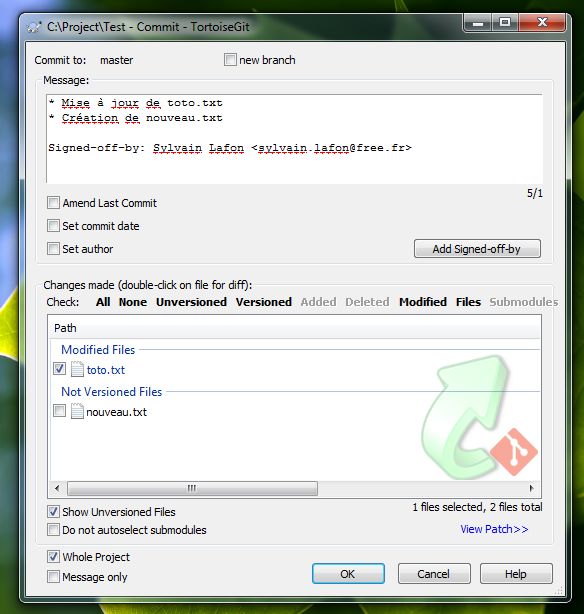 C:\Project\Test - Commit - TortoiseGit
Commit to: master new branch
Message:
* Mise à jour de toto.txt
* Création de nouveau.txt
Signed-off-by: Sylvain Lafon <sylvain.lafon@free.fr>
5/1
Amend Last Commit
Set commit date
Set author
Add Signed-off-by
Changes made (double-click on file for diff):
Check: All None Unversioned Versioned Added Deleted Modified Files Submodules
Path
Modified Files
toto.txt
Not Versioned Files
nouveau.txt
Show Unversioned Files
1 files selected, 2 files total
Do not autoselect submodules
View Patch>>
Whole Project
Message only
OK Cancel Help